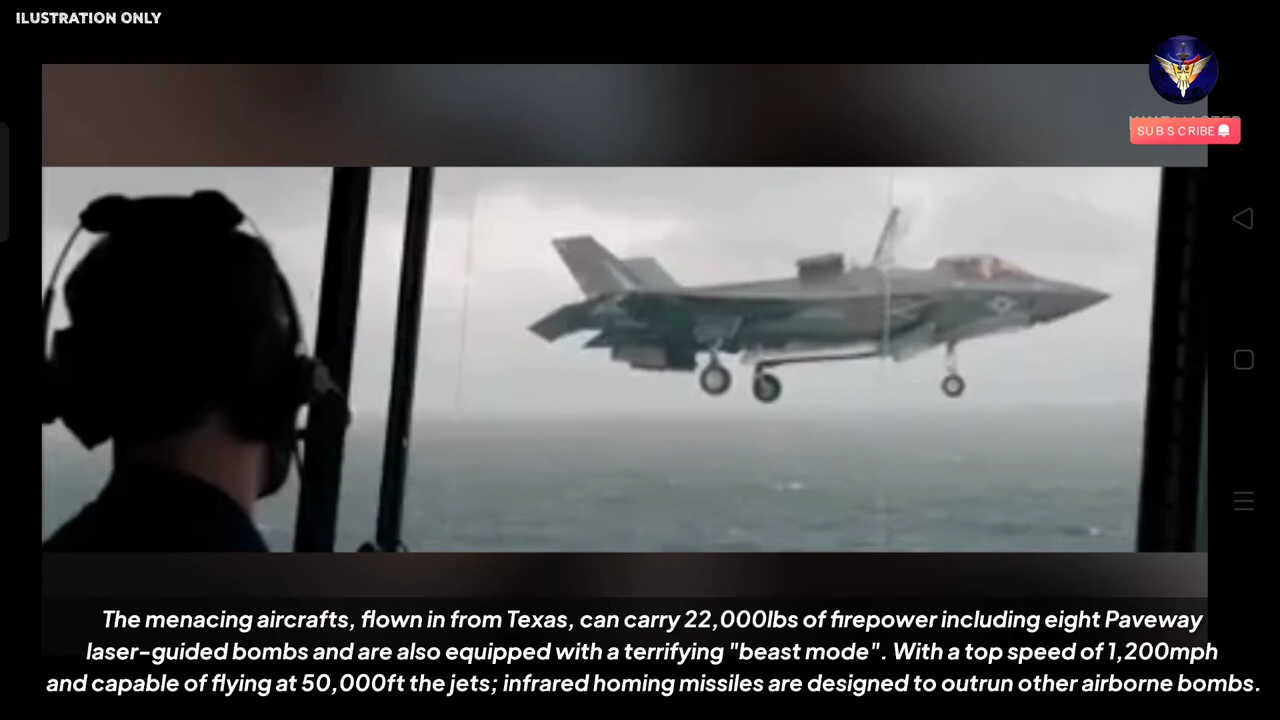 ILUSTRATION ONLY
SUBSCRIBE
The menacing aircrafts, flown in from Texas, can carry 22,000lbs of firepower including eight Paveway
laser-guided bombs and are also equipped with a terrifying "beast mode". With a top speed of 1,200mph
and capable of flying at 50,000ft the jets; infrared homing missiles are designed to outrun other airborne bombs.